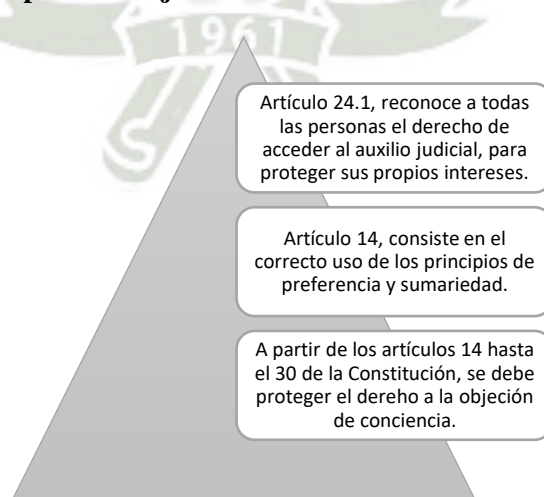 1961
Artículo 24.1, reconoce a todas
las personas el derecho de
acceder al auxilio judicial, para
proteger sus propios intereses.
Artículo 14, consiste en el
correcto uso de los principios de
preferencia y sumariedad.
A partir de los artículos 14 hasta
el 30 de la Constitución, se debe
proteger el dereho a la objeción
de conciencia.